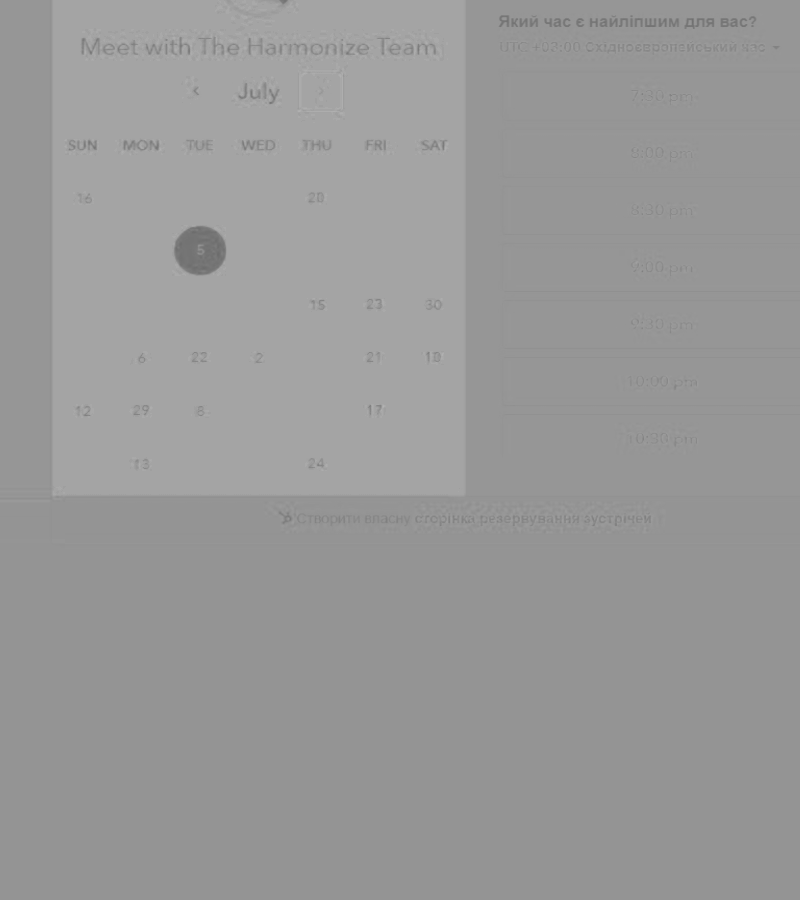 Meet with The Harmonize Team
July
SUN MON TUE WED THU FRI SAT
16 20
5
15 23 30
6 22 2 21 18
12 29 8 17
13 24
Який час є найліпшим для вас?
UTC +03:00 Східноєвропейський час
7:30 pm
8:00 pm
8:30 pm
9:00 pm
9:30 pm
10:00 pm
10:30 pm
Створити власну сторінка резервування зустрічей